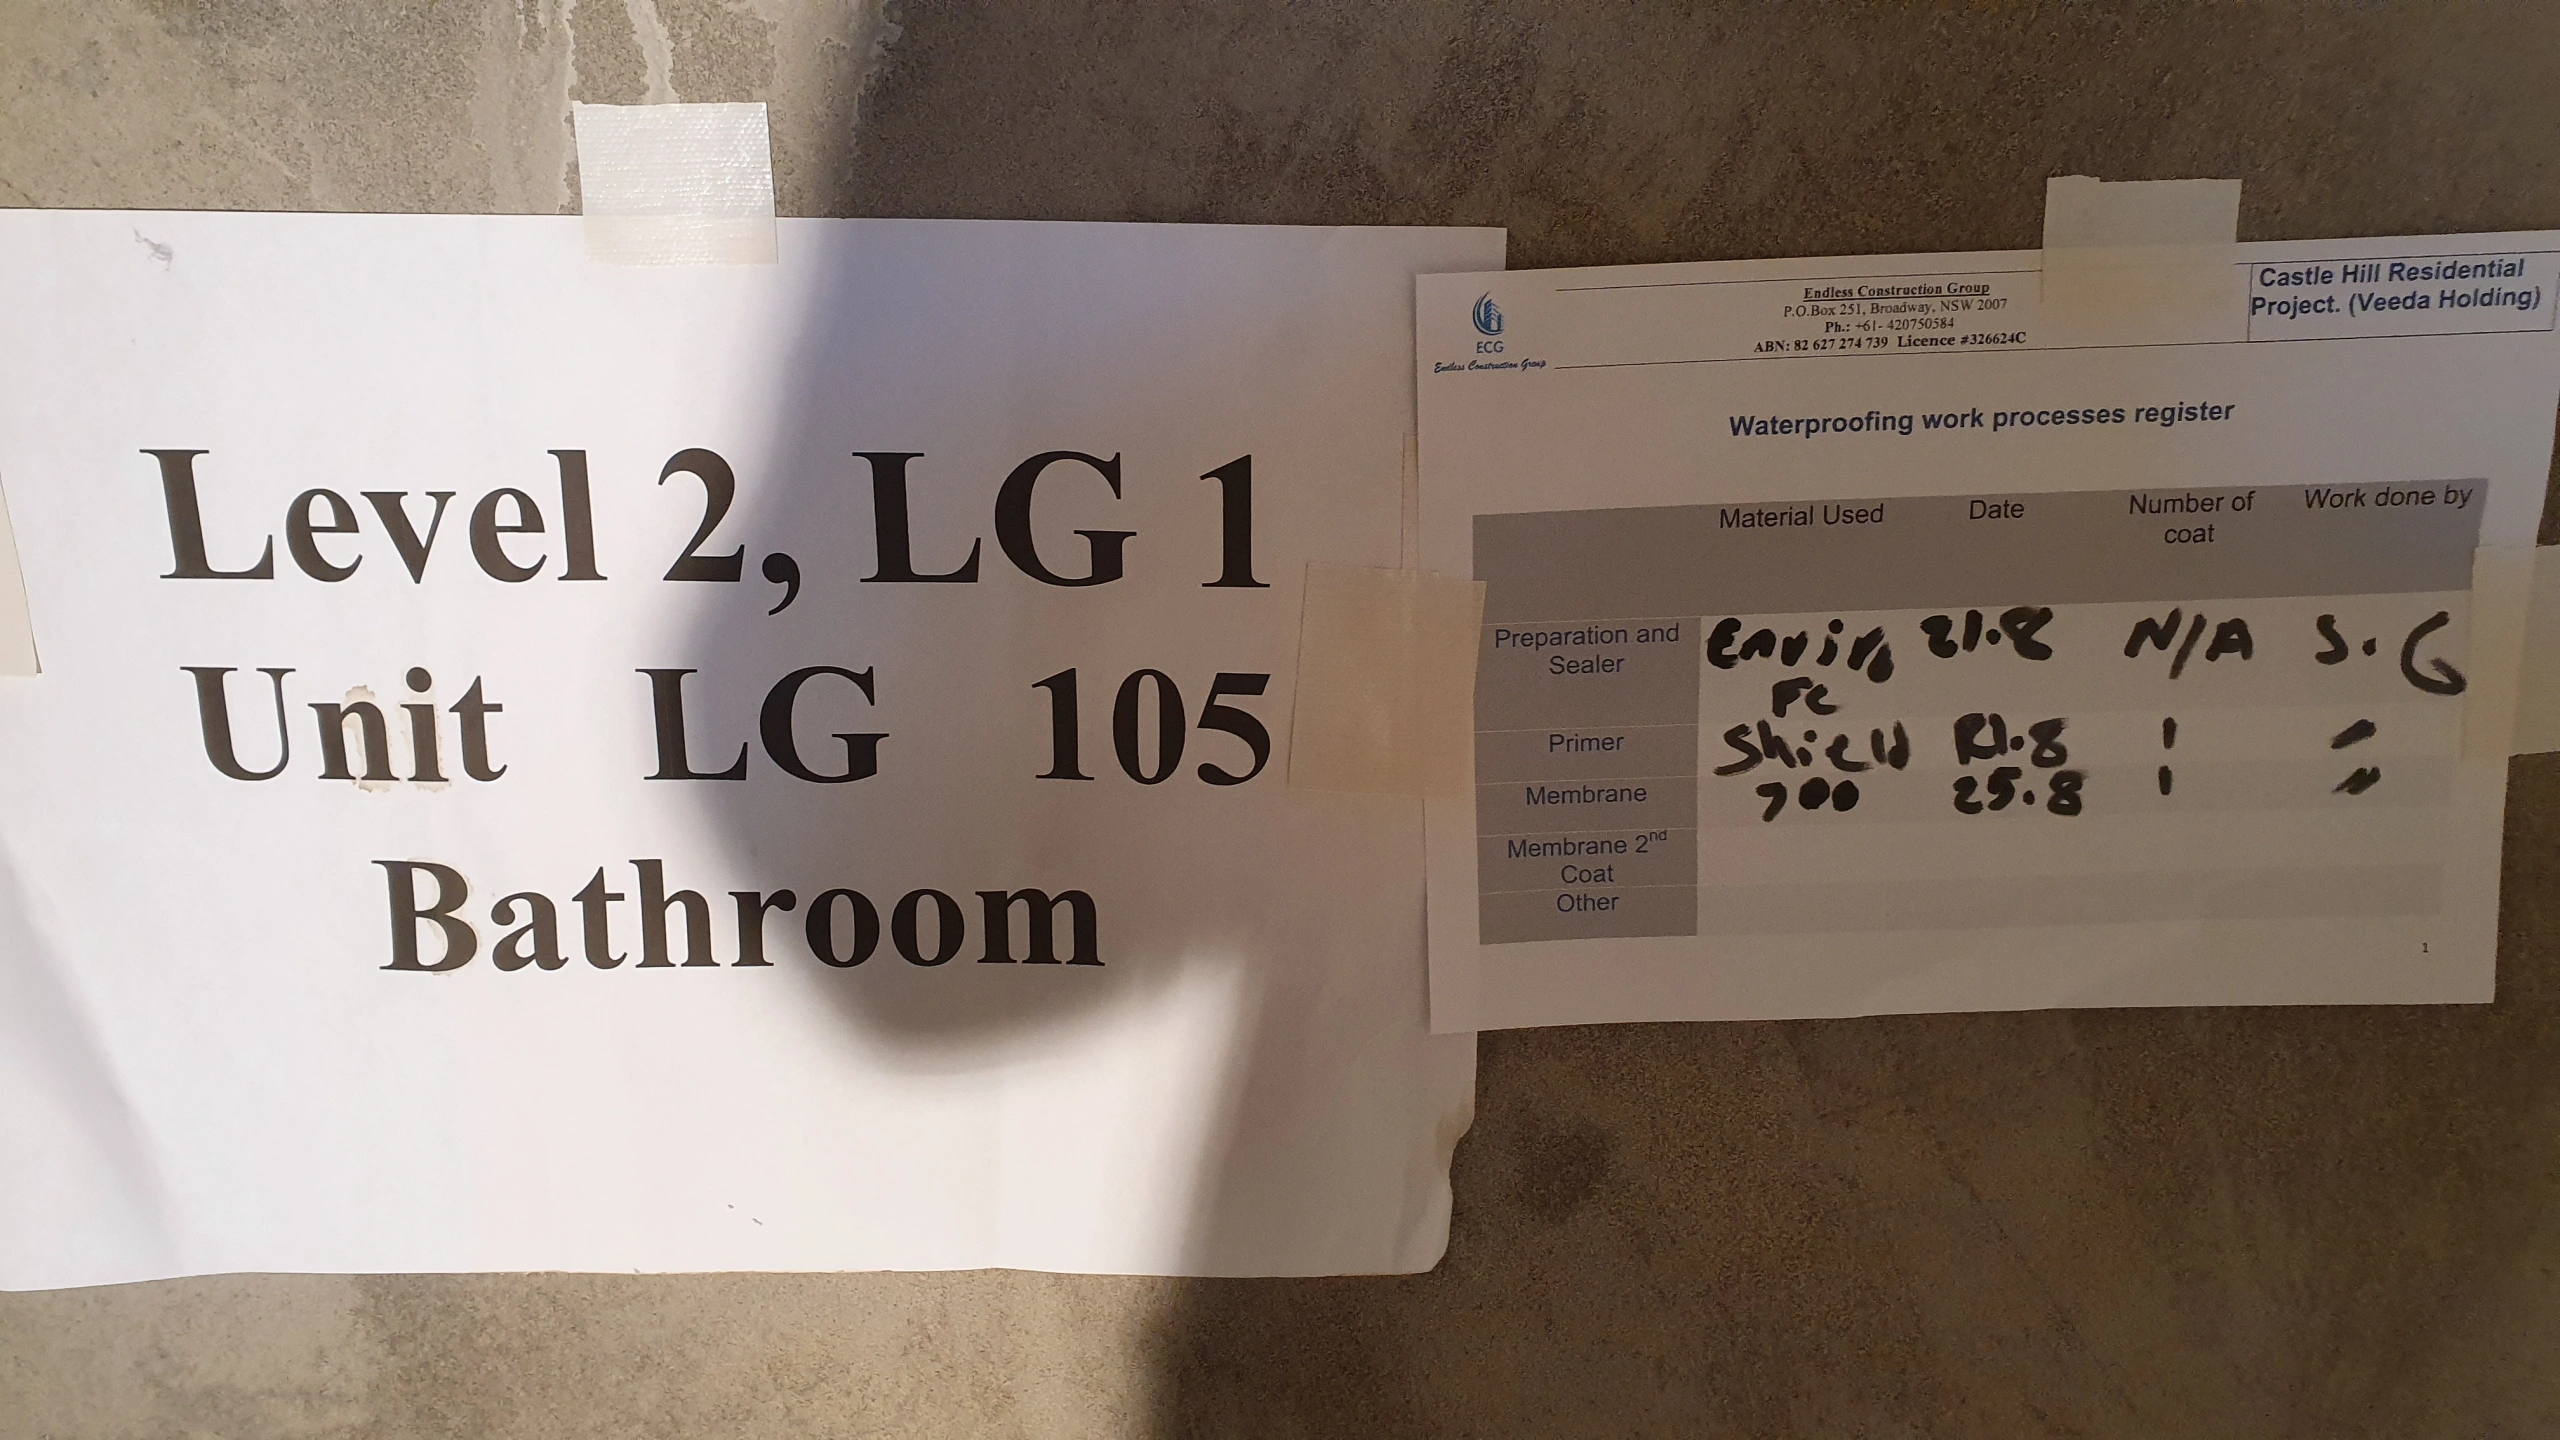 Level 2, LG 1
Unit LG 105
Bathroom
ECG
Endless Construction Group
Endless Construction Group
P.O.Box 251, Broadway, NSW 2007
Ph.: +61- 420750584
ABN: 82 627 274 739 Licence #326624C
Castle Hill Residential
Project. (Veeda Holding)
Waterproofing work processes register
Material Used Date Number of coat Work done by
Preparation and Sealer Enviro 21.8 N/A S.G
FC
Primer Shield 21.8 1 "
Membrane 700 25.8 1 "
Membrane 2nd Coat
Other
1